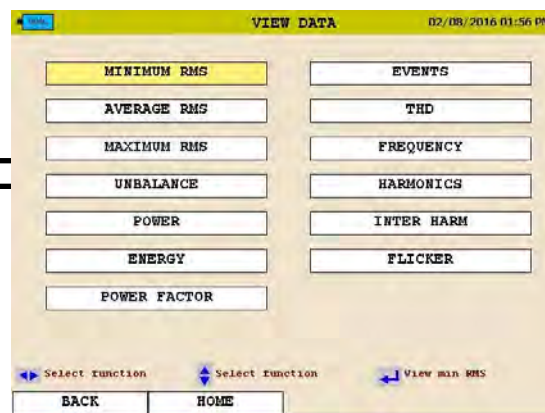 VIEW DATA 02/08/2016 01:56 PM
MINIMUM RMS EVENTS
AVERAGE RMS THD
MAXIMUM RMS FREQUENCY
UNBALANCE HARMONICS
POWER INTER HARM
ENERGY FLICKER
POWER FACTOR
Select function Select function View min RMS
BACK HOME